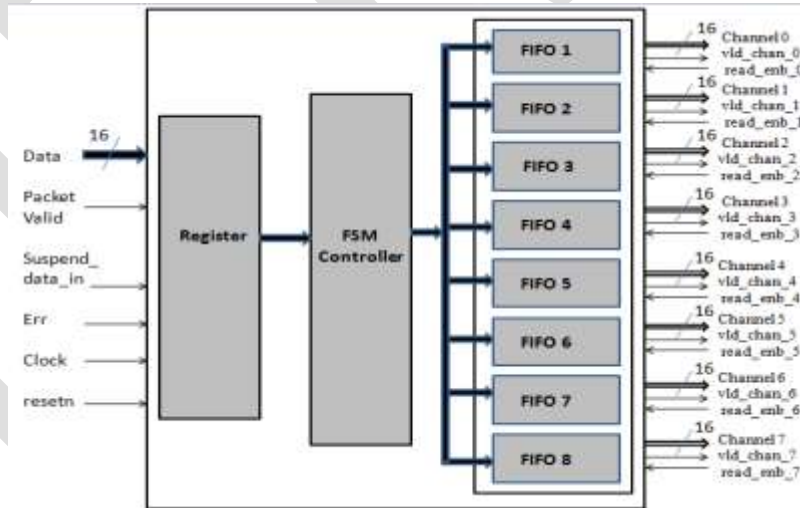 16
Data
Packet
Valid
Suspend_
data_in
Err
Clock
resetn
Register
FSM
Controller
FIFO 1
FIFO 2
FIFO 3
FIFO 4
FIFO 5
FIFO 6
FIFO 7
FIFO 8
16
Channel 0
vld_chan_0
read_enb_0
16
Channel 1
vld_chan_1
read_enb_1
16
Channel 2
vld_chan_2
read_enb_2
16
Channel 3
vld_chan_3
read_enb_3
16
Channel 4
vld_chan_4
read_enb_4
16
Channel 5
vld_chan_5
read_enb_5
16
Channel 6
vld_chan_6
read_enb_6
16
Channel 7
vld_chan_7
read_enb_7